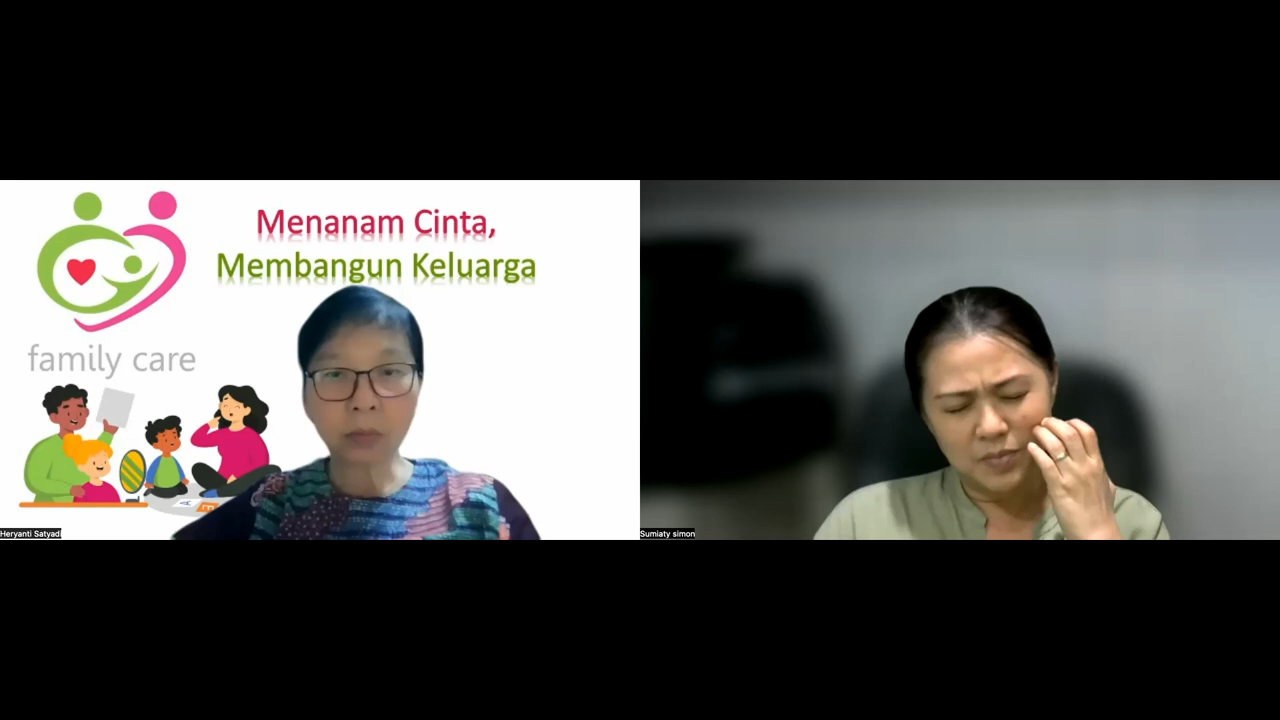 Menanam Cinta,
Membangun Keluarga
family care
Heryanti Satyadi
Sumiaty simon